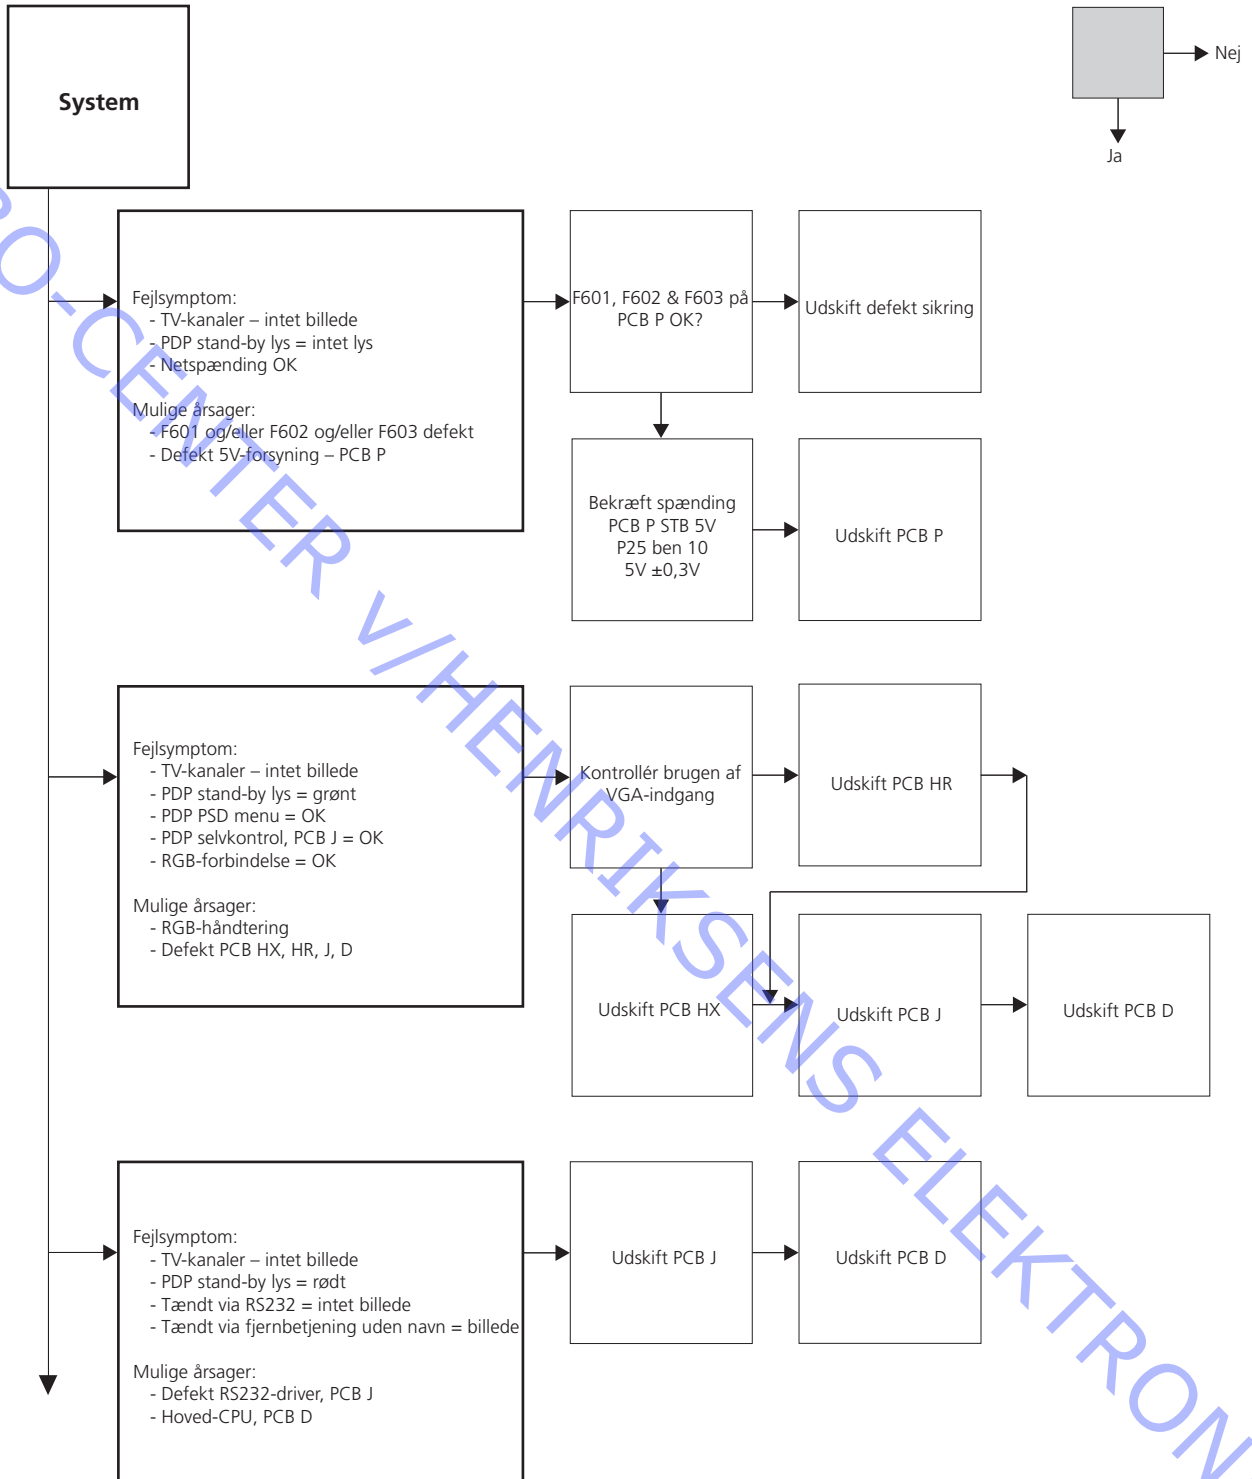 System
Nej
Ja
Fejlsymptom:
- TV-kanaler – intet billede
- PDP stand-by lys = intet lys
- Netspænding OK
Mulige årsager:
- F601 og/eller F602 og/eller F603 defekt
- Defekt 5V-forsyning – PCB P
F601, F602 & F603 på
PCB P OK?
Udskift defekt sikring
Bekræft spænding
PCB P STB 5V
P25 ben 10
5V ±0,3V
Udskift PCB P
Fejlsymptom:
- TV-kanaler – intet billede
- PDP stand-by lys = grønt
- PDP PSD menu = OK
- PDP selvkontrol, PCB J = OK
- RGB-forbindelse = OK
Mulige årsager:
- RGB-håndtering
- Defekt PCB HX, HR, J, D
Kontrollér brugen af
VGA-indgang
Udskift PCB HR
Udskift PCB HX
Udskift PCB J
Udskift PCB D
Fejlsymptom:
- TV-kanaler – intet billede
- PDP stand-by lys = rødt
- Tændt via RS232 = intet billede
- Tændt via fjernbetjening uden navn = billede
Mulige årsager:
- Defekt RS232-driver, PCB J
- Hoved-CPU, PCB D
Udskift PCB J
Udskift PCB D
RO-CENTER v/HENRIKSENS ELEKTRON